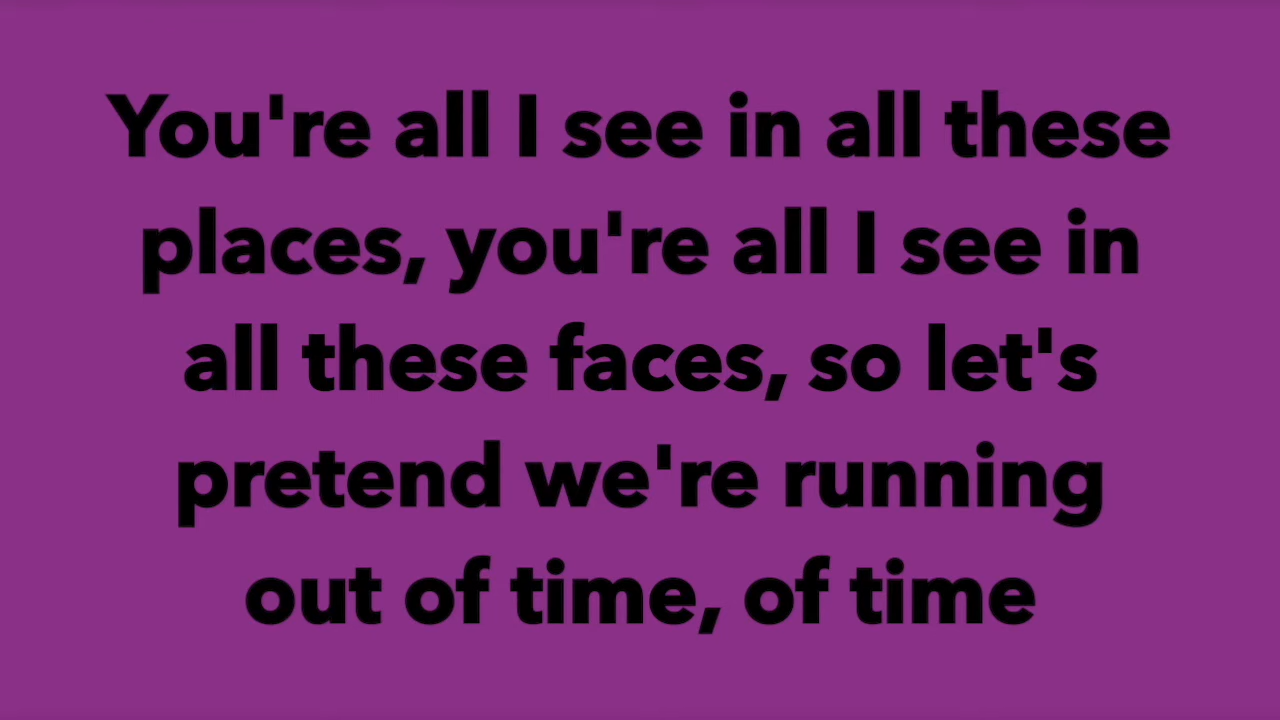 You're all I see in all these
places, you're all I see in
all these faces, so let's
pretend we're running
out of time, of time